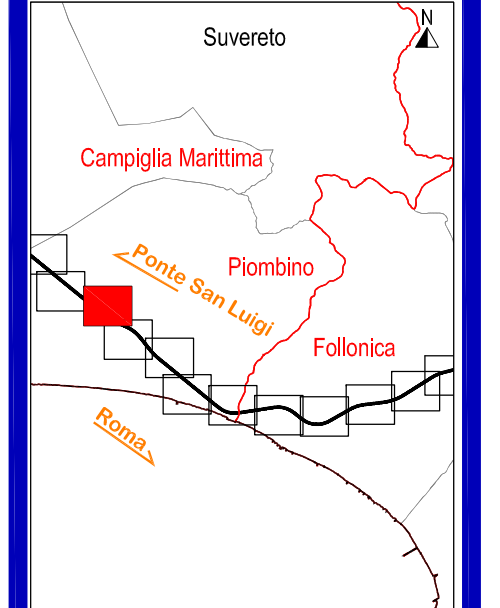 N
Suvereto
Campiglia Marittima
Ponte San Luigi
Piombino
Follonica
Roma